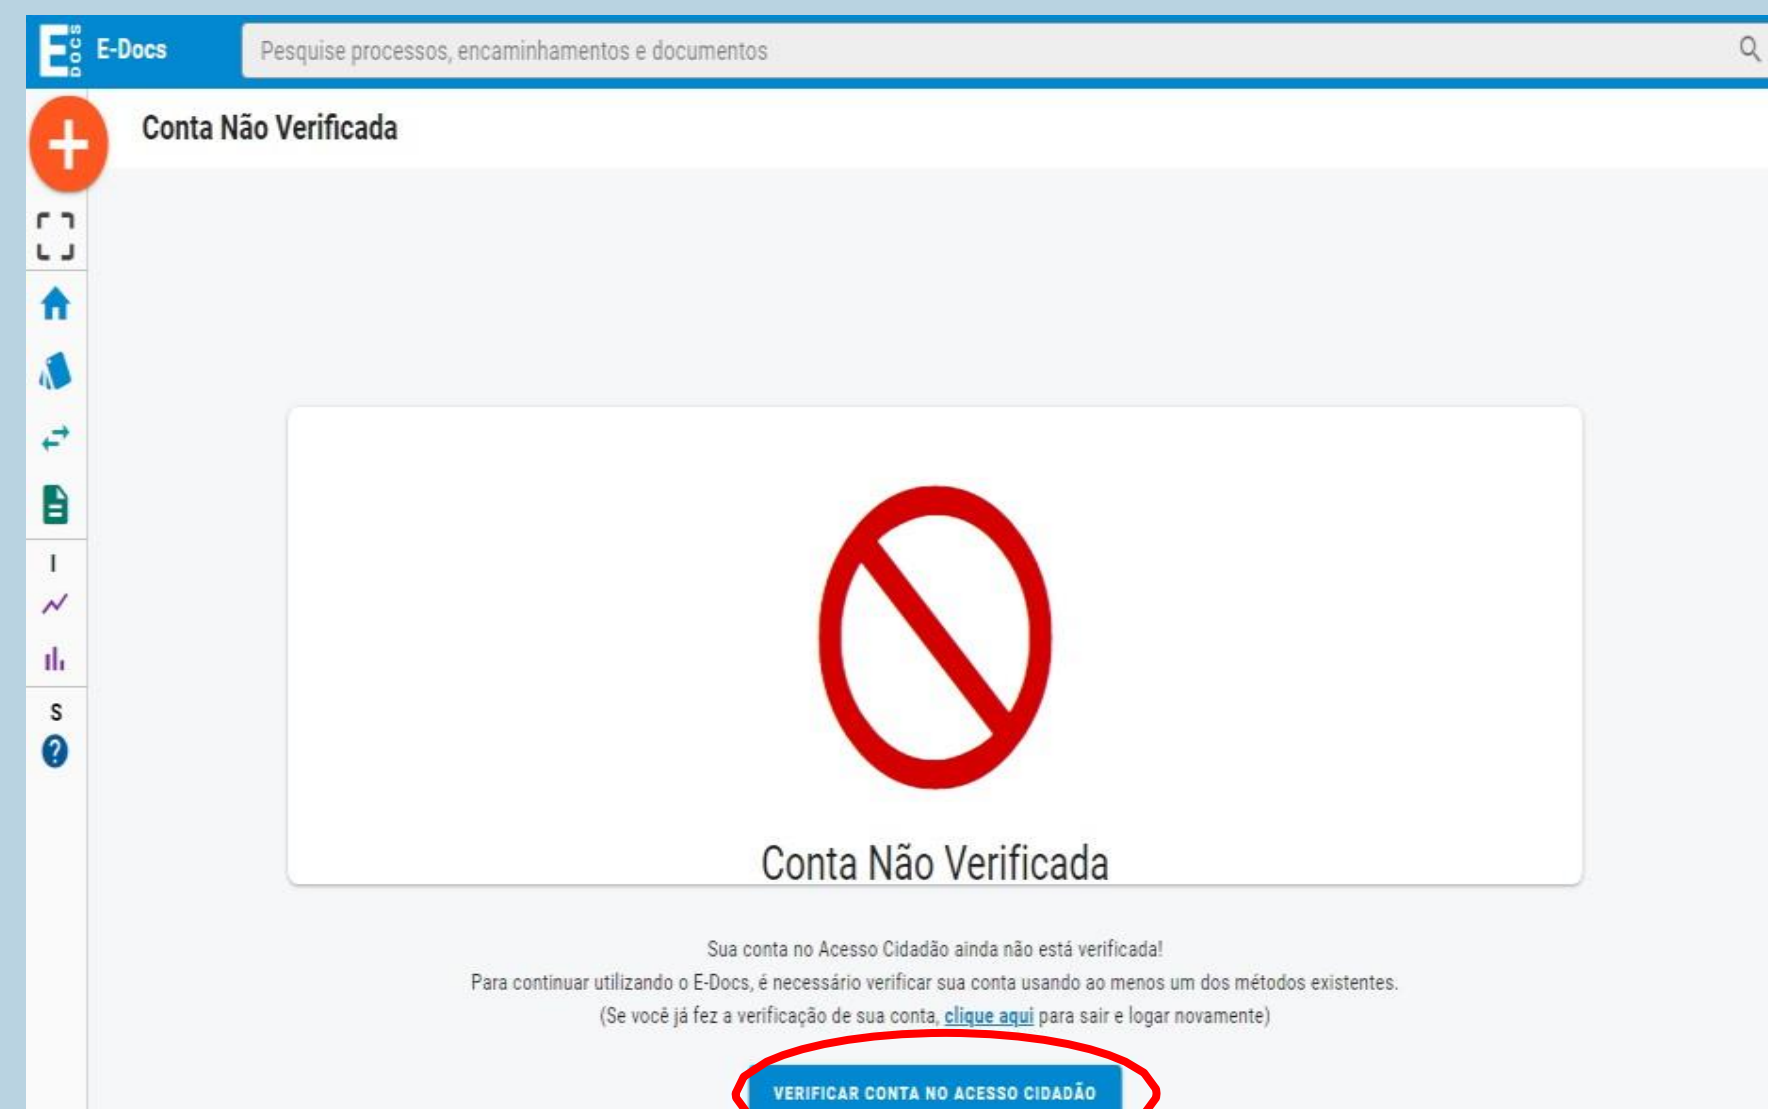 E DOCS E-Docs
Pesquise processos, encaminhamentos e documentos
Conta Não Verificada
I
S
Conta Não Verificada
Sua conta no Acesso Cidadão ainda não está verificada!
Para continuar utilizando o E-Docs, é necessário verificar sua conta usando ao menos um dos métodos existentes.
(Se você já fez a verificação de sua conta, clique aqui para sair e logar novamente)
VERIFICAR CONTA NO ACESSO CIDADÃO